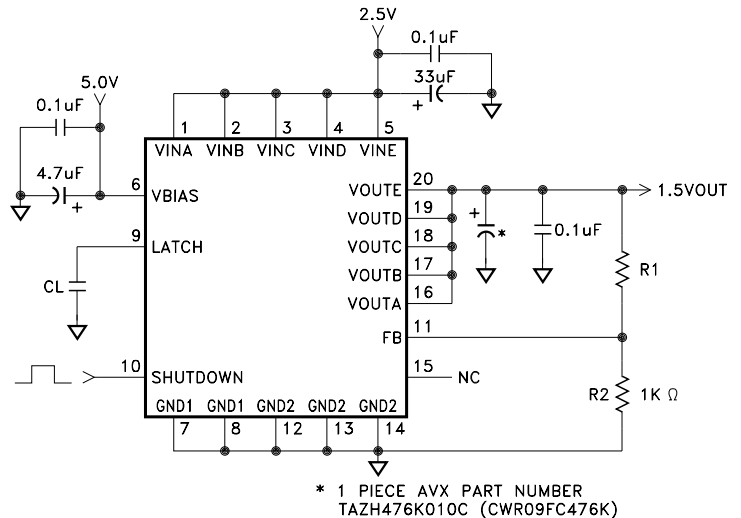 2.5V
0.1uF
33uF
+
5.0V
0.1uF
4.7uF
+
1 2 3 4 5
VINA VINB VINC VIND VINE
6 VBIAS
9 LATCH
CL
10 SHUTDOWN
VOUTE 20
VOUTD 19
VOUTC 18
VOUTB 17
VOUTA 16
FB 11
15 NC
1.5VOUT
+
*
0.1uF
R1
R2 1K Ω
GND1 GND1 GND2 GND2 GND2
7 8 12 13 14
* 1 PIECE AVX PART NUMBER
TAZH476K010C (CWR09FC476K)